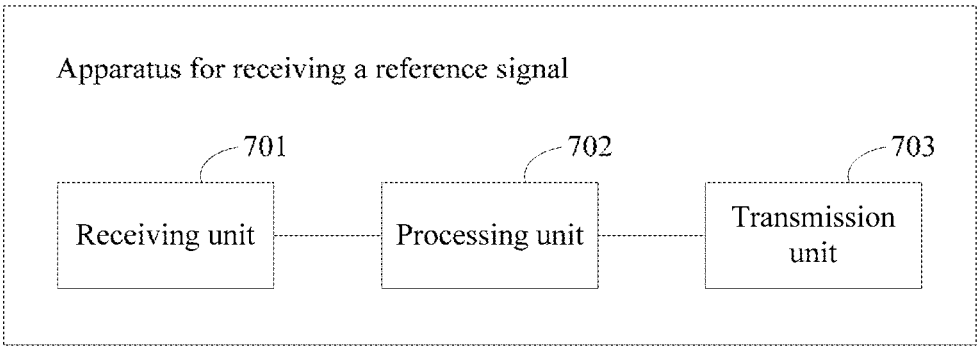 Apparatus for receiving a reference signal
701
702
703
Receiving unit
Processing unit
Transmission
unit